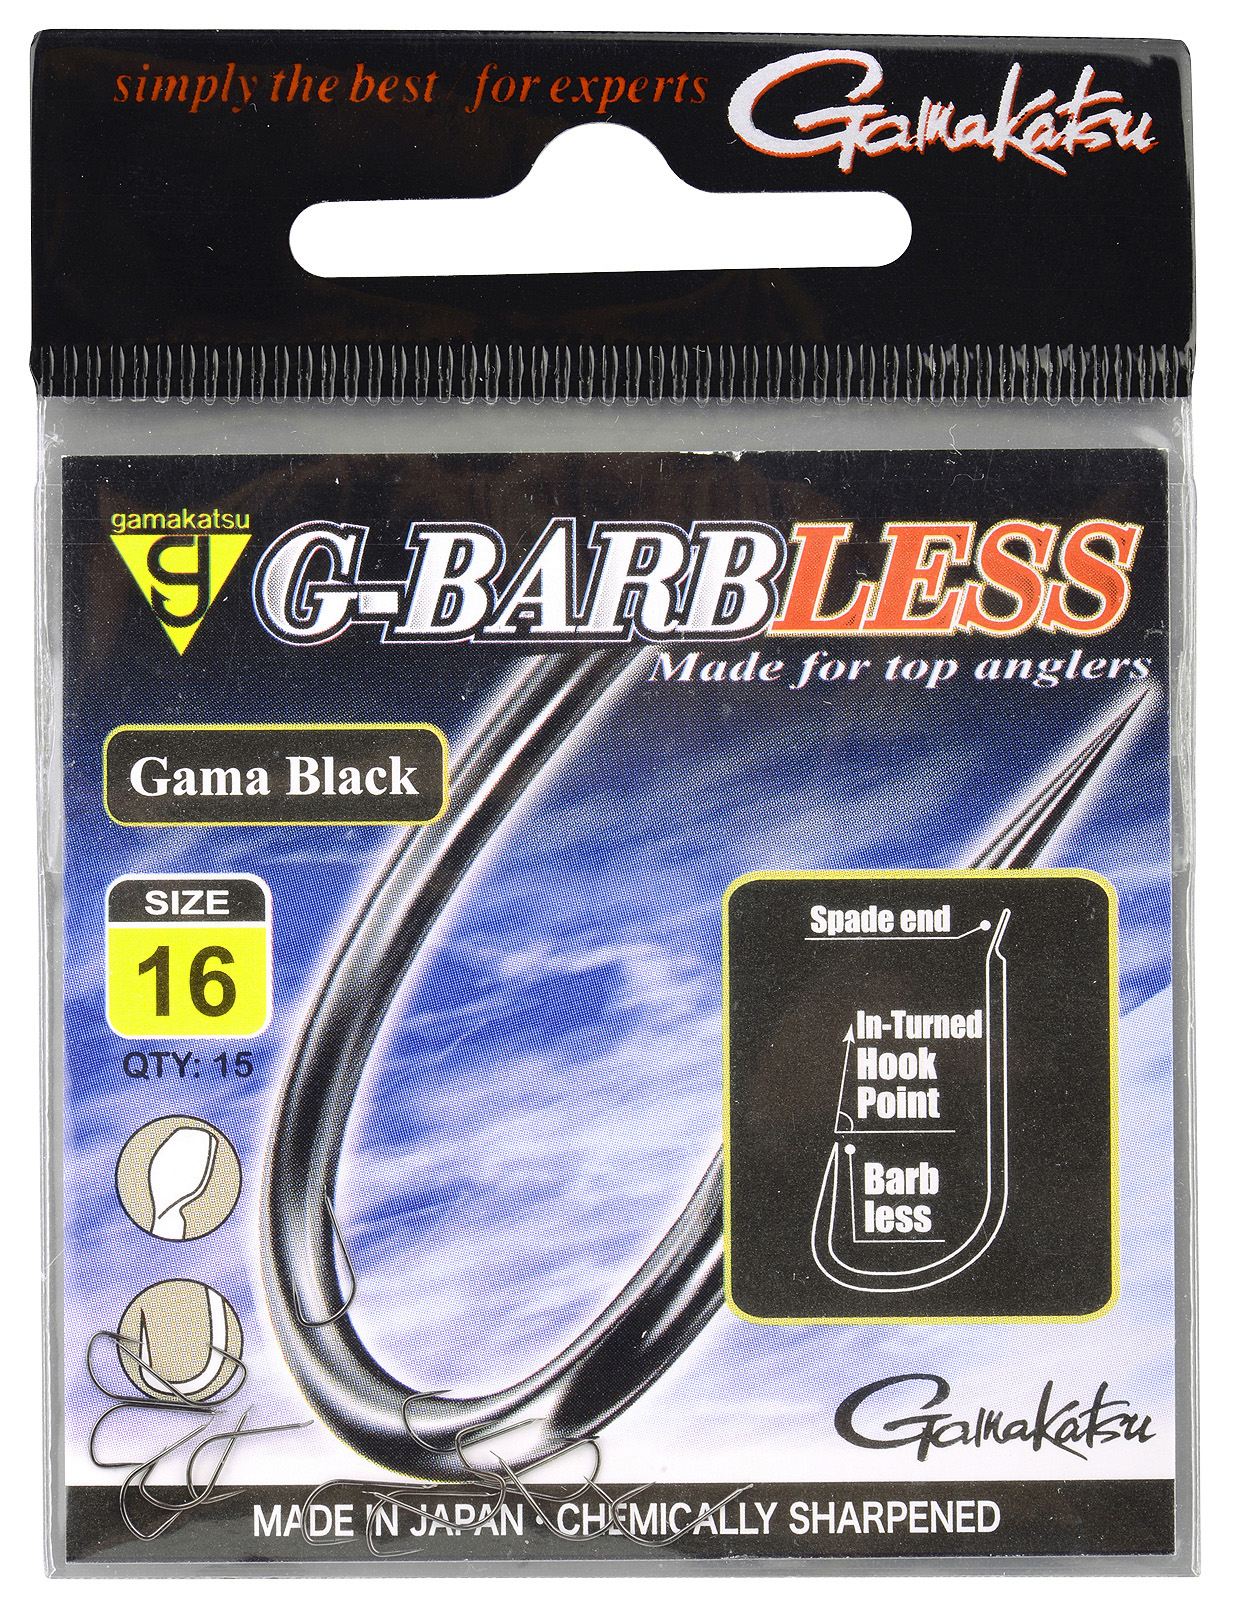 simply the best / for experts
Gamakatsu
gamakatsu
G-BARBLESS
Made for top anglers
Gama Black
SIZE
16
QTY: 15
Spade end
In-Turned
Hook
Point
Barb
less
Gamakatsu
MADE IN JAPAN · CHEMICALLY SHARPENED